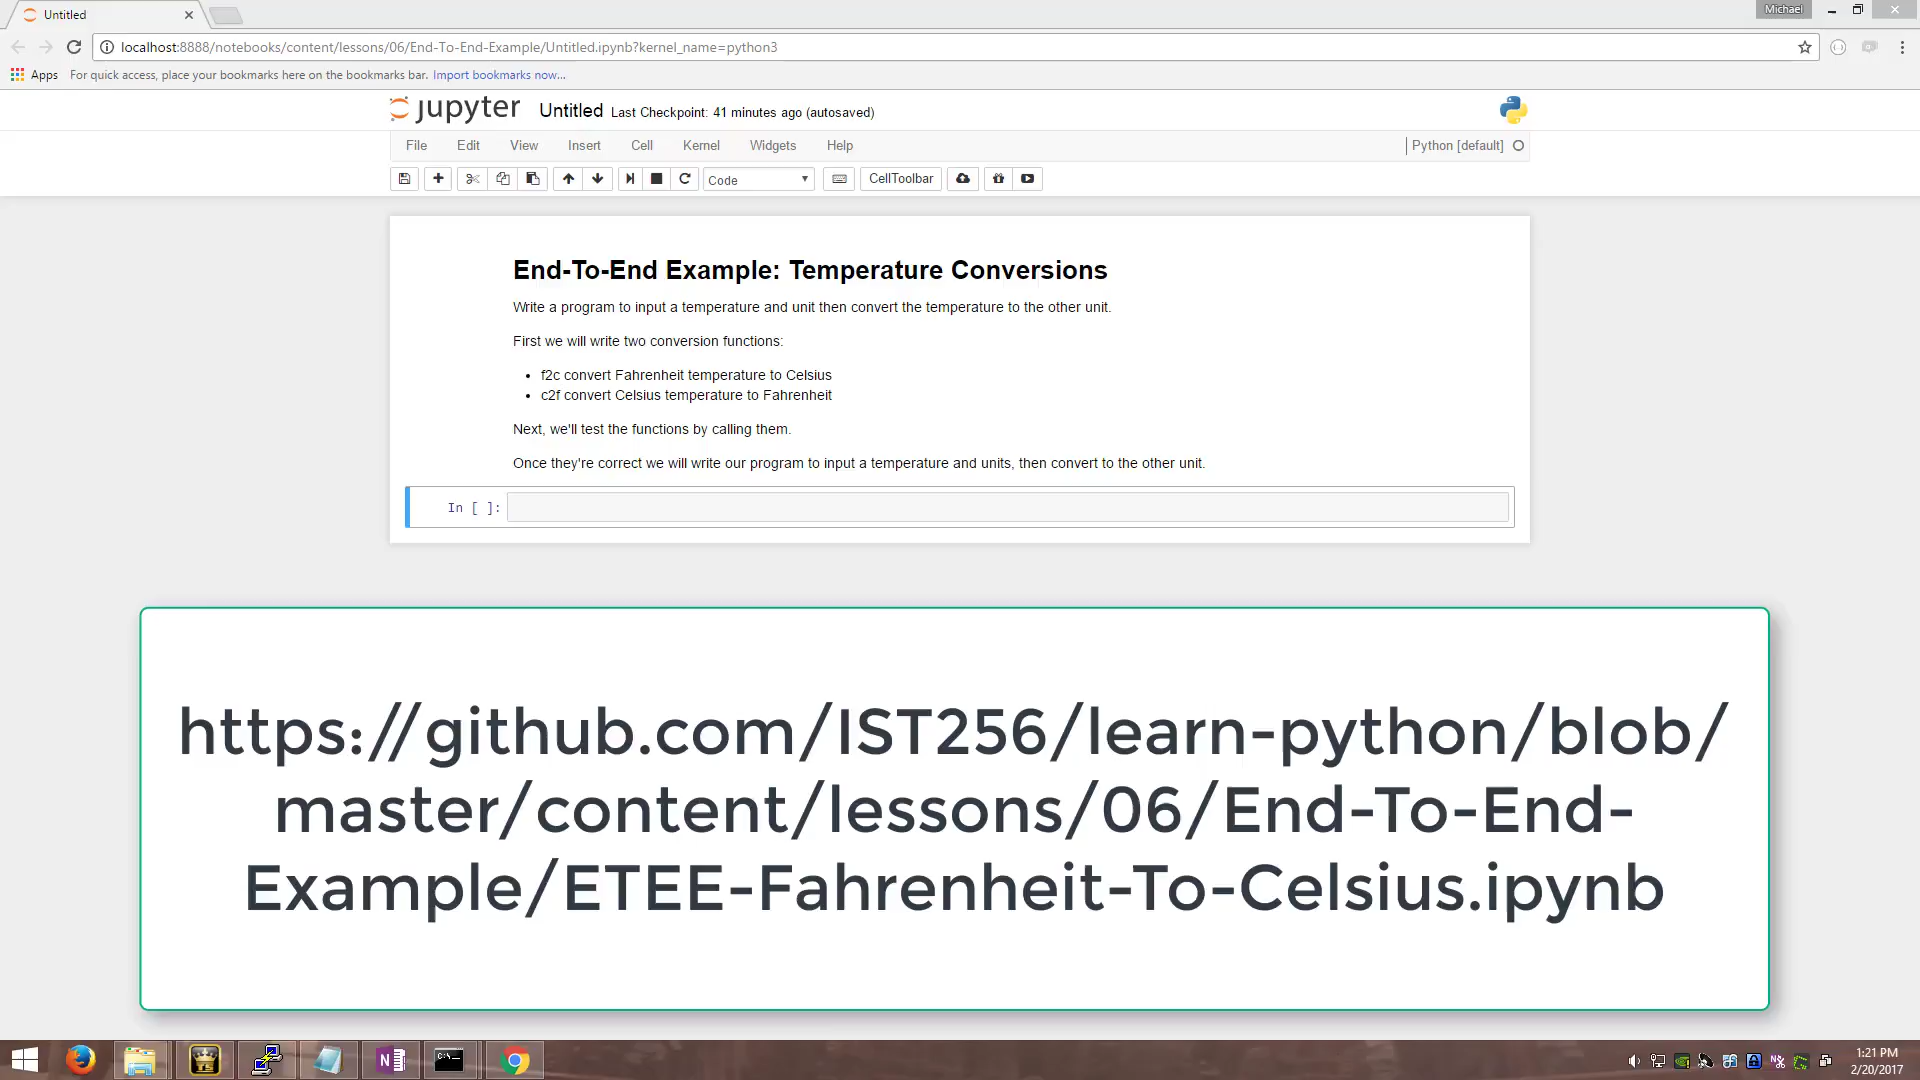 Untitled
Michael
localhost:8888/notebooks/content/lessons/06/End-To-End-Example/Untitled.ipynb?kernel_name=python3
Apps For quick access, place your bookmarks here on the bookmarks bar. Import bookmarks now...
jupyter Untitled Last Checkpoint: 41 minutes ago (autosaved)
File Edit View Insert Cell Kernel Widgets Help Python [default]
Code CellToolbar
End-To-End Example: Temperature Conversions
Write a program to input a temperature and unit then convert the temperature to the other unit.
First we will write two conversion functions:
• f2c convert Fahrenheit temperature to Celsius
• c2f convert Celsius temperature to Fahrenheit
Next, we'll test the functions by calling them.
Once they're correct we will write our program to input a temperature and units, then convert to the other unit.
In [ ]:
https://github.com/IST256/learn-python/blob/
master/content/lessons/06/End-To-End-
Example/ETEE-Fahrenheit-To-Celsius.ipynb
1:21 PM
2/20/2017